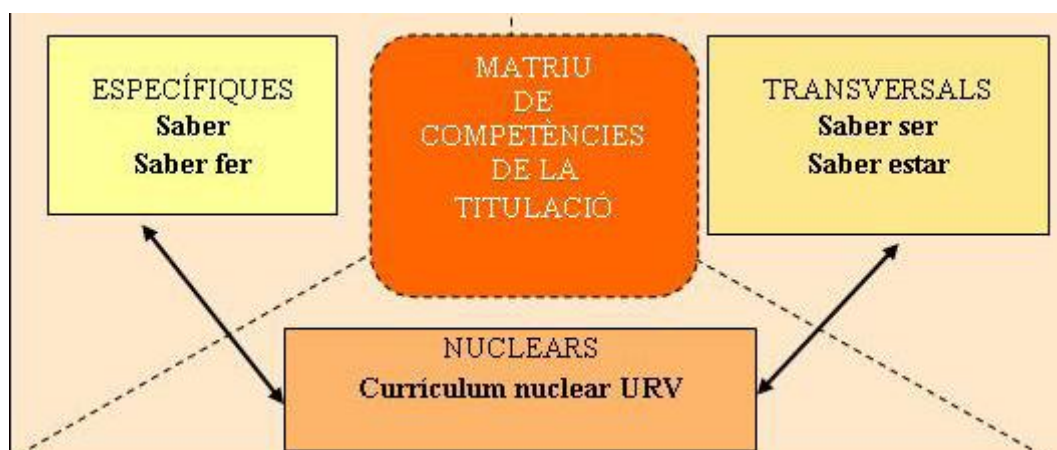 ESPECÍFIQUES
Saber
Saber fer
MATRIU
DE
COMPETÈNCIES
DE LA
TITULACIÓ
TRANSVERSALS
Saber ser
Saber estar
NUCLEARS
Currículum nuclear URV